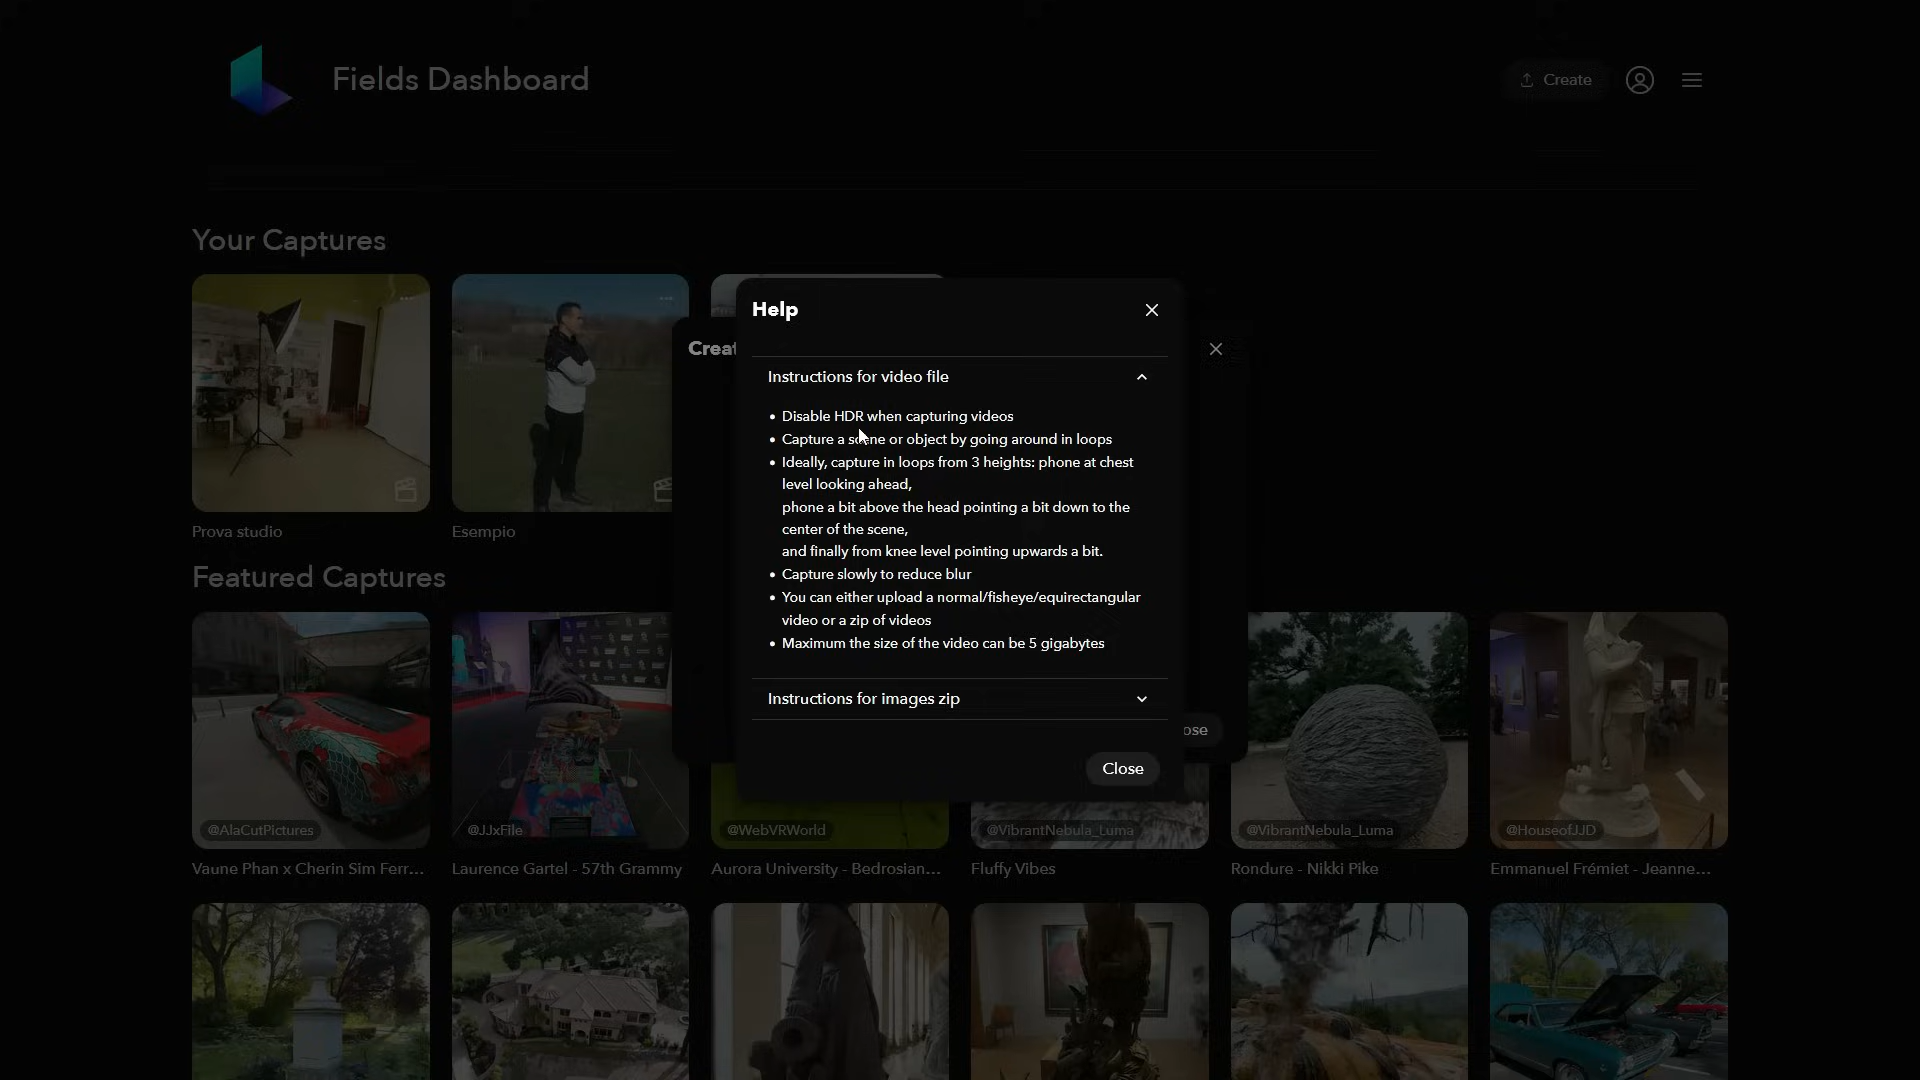 Fields Dashboard
Create
Your Captures
Help
Creat
Instructions for video file
• Disable HDR when capturing videos
• Capture a scene or object by going around in loops
• Ideally, capture in loops from 3 heights: phone at chest
level looking ahead,
phone a bit above the head pointing a bit down to the
center of the scene,
and finally from knee level pointing upwards a bit.
• Capture slowly to reduce blur
• You can either upload a normal/fisheye/equirectangular
video or a zip of videos
• Maximum the size of the video can be 5 gigabytes
Instructions for images zip
ose
Close
Prova studio
Esempio
Featured Captures
@AlaCutPictures
@JJxFile
@WebVRWorld
@VibrantNebula_Luma
@VibrantNebula_Luma
@HouseofJJD
Vaune Phan x Cherin Sim Ferr...
Laurence Gartel - 57th Grammy
Aurora University - Bedrosian...
Fluffy Vibes
Rondure - Nikki Pike
Emmanuel Frémiet - Jeanne...